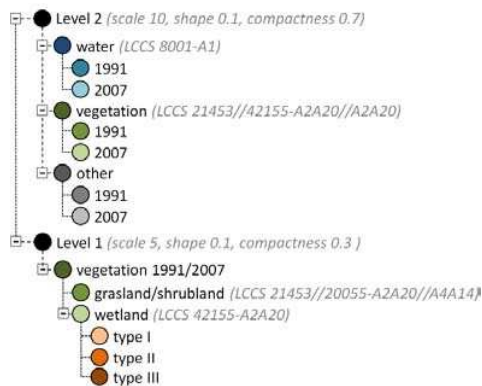 Level 2 (scale 10, shape 0.1, compactness 0.7)
water (LCCS 8001-A1)
1991
2007
vegetation (LCCS 21453//42155-A2A20//A2A20)
1991
2007
other
1991
2007
Level 1 (scale 5, shape 0.1, compactness 0.3 )
vegetation 1991/2007
grasland/shrubland (LCCS 21453//20055-A2A20//A4A14)
wetland (LCCS 42155-A2A20)
type I
type II
type III